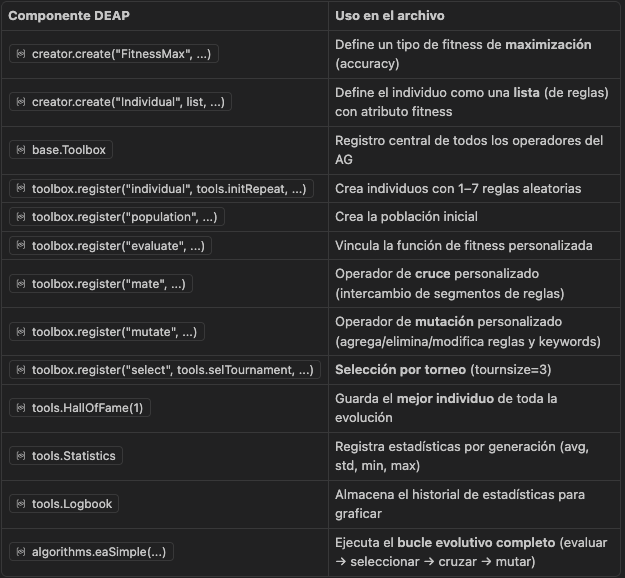 Componente DEAP
Uso en el archivo
creator.create("FitnessMax", ...)
Define un tipo de fitness de maximización
(accuracy)
creator.create("Individual", list, ...)
Define el individuo como una lista (de reglas)
con atributo fitness
base.Toolbox
Registro central de todos los operadores del
AG
toolbox.register("individual", tools.initRepeat, ...)
Crea individuos con 1–7 reglas aleatorias
toolbox.register("population", ...)
Crea la población inicial
toolbox.register("evaluate", ...)
Vincula la función de fitness personalizada
toolbox.register("mate", ...)
Operador de cruce personalizado
(intercambio de segmentos de reglas)
toolbox.register("mutate", ...)
Operador de mutación personalizado
(agrega/elimina/modifica reglas y keywords)
toolbox.register("select", tools.selTournament, ...)
Selección por torneo (tournsize=3)
tools.HallOfFame(1)
Guarda el mejor individuo de toda la
evolución
tools.Statistics
Registra estadísticas por generación (avg,
std, min, max)
tools.Logbook
Almacena el historial de estadísticas para
graficar
algorithms.eaSimple(...)
Ejecuta el bucle evolutivo completo (evaluar
→ seleccionar → cruzar → mutar)